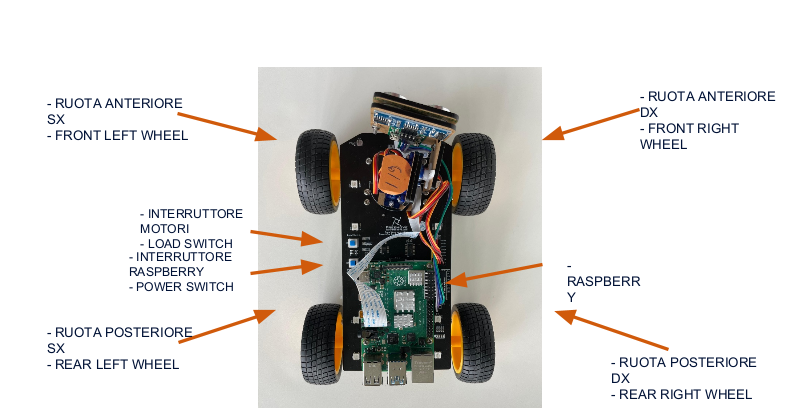 - RUOTA ANTERIORE
SX
- FRONT LEFT WHEEL
- RUOTA ANTERIORE
DX
- FRONT RIGHT
WHEEL
- INTERRUTTORE
MOTORI
- LOAD SWITCH
- INTERRUTTORE
RASPBERRY
- POWER SWITCH
-
RASPBERR
Y
- RUOTA POSTERIORE
SX
- REAR LEFT WHEEL
- RUOTA POSTERIORE
DX
- REAR RIGHT WHEEL